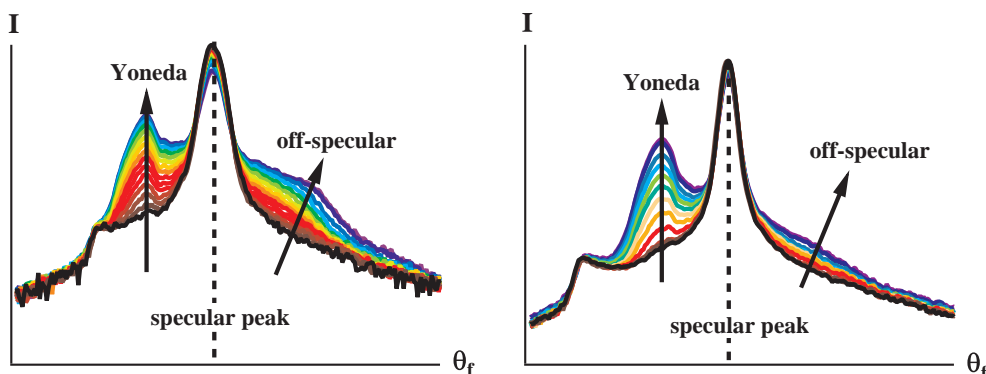 I
Yoneda
off-specular
specular peak
θf
I
Yoneda
off-specular
specular peak
θf